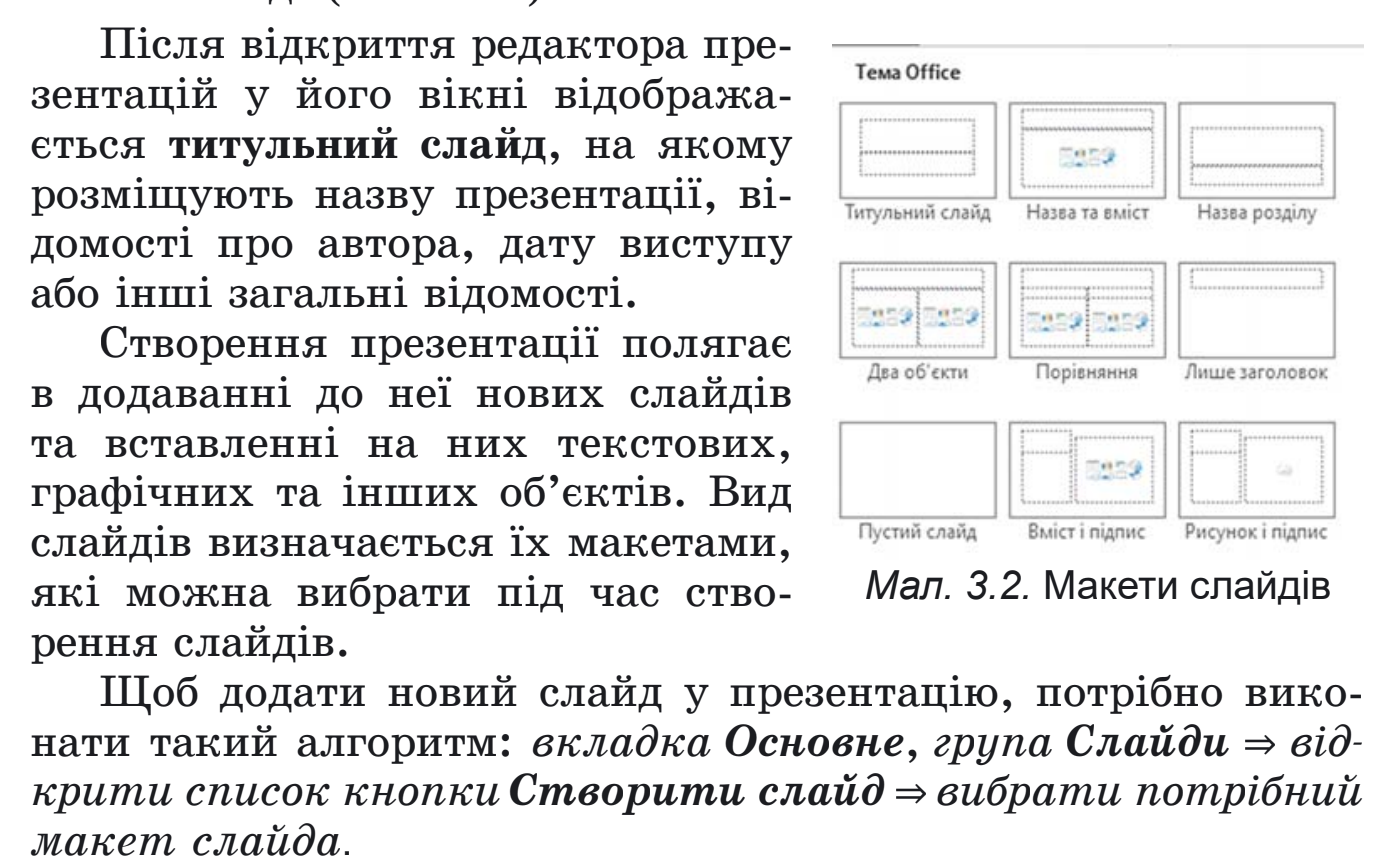 Після відкриття редактора пре-
зентацій у його вікні відобража-
ється титульний слайд, на якому
розміщують назву презентації, ві-
домості про автора, дату виступу
або інші загальні відомості.
Створення презентації полягає
в додаванні до неї нових слайдів
та вставленні на них текстових,
графічних та інших об’єктів. Вид
слайдів визначається їх макетами,
які можна вибрати під час ство-
рення слайдів.
Тема Office
Титульний слайд
Назва та вміст
Назва розділу
Два об'єкти
Порівняння
Лише заголовок
Пустий слайд
Вміст і підпис
Рисунок і підпис
Мал. 3.2. Макети слайдів
Щоб додати новий слайд у презентацію, потрібно вико-
нати такий алгоритм: вкладка Основне, група Слайди ⇒ від-
крити список кнопки Створити слайд ⇒ вибрати потрібний
макет слайда.